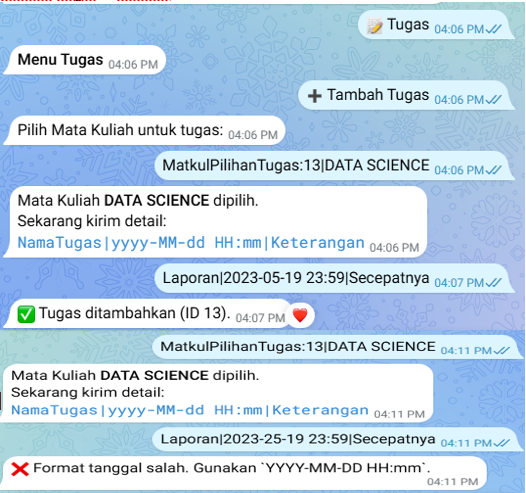 📝 Tugas 04:06 PM
Menu Tugas 04:06 PM
➕ Tambah Tugas 04:06 PM
Pilih Mata Kuliah untuk tugas: 04:06 PM
MatkulPilihanTugas:13|DATA SCIENCE 04:06 PM
Mata Kuliah DATA SCIENCE dipilih.
Sekarang kirim detail:
NamaTugas|yyyy-MM-dd HH:mm|Keterangan 04:06 PM
Laporan|2023-05-19 23:59|Secepatnya 04:07 PM
✅ Tugas ditambahkan (ID 13). 04:07 PM ❤️
MatkulPilihanTugas:13|DATA SCIENCE 04:11 PM
Mata Kuliah DATA SCIENCE dipilih.
Sekarang kirim detail:
NamaTugas|yyyy-MM-dd HH:mm|Keterangan 04:11 PM
Laporan|2023-25-19 23:59|Secepatnya 04:11 PM
❌ Format tanggal salah. Gunakan `YYYY-MM-DD HH:mm`.
04:11 PM